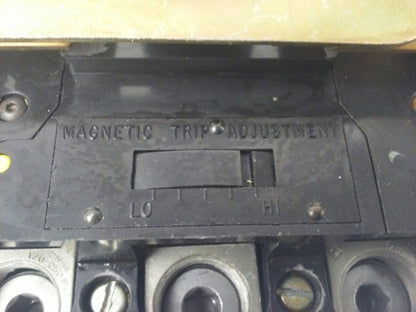 MAGNETIC TRIP ADJUSTMENT
LO HI